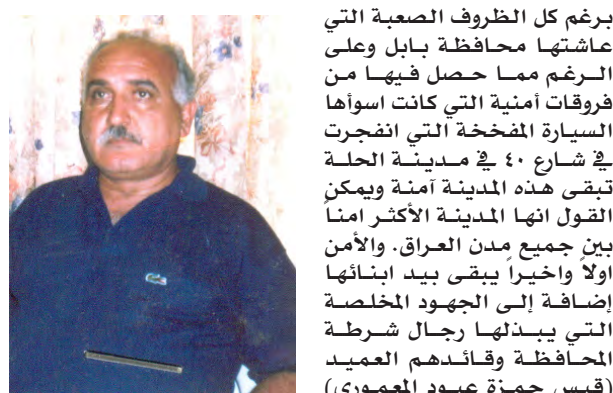 برغم كل الظروف الصعبة التي
عاشتها محافظة بابل وعلى
الرغم مما حصل فيها من
فروقات أمنية التي كانت اسوأها
السيارة المفخخة التي انفجرت
في شارع ٤٠ في مدينة الحلة
تبقى هذه المدينة آمنة ويمكن
القول انها المدينة الأكثر امناً
بين جميع مدن العراق. والأمن
اولاً واخيراً يبقى بيد ابنائها
إضافة إلى الجهود المخلصة
التي يبذلها رجال شرطة
المحافظة وقائدهم العميد
(قيس حمزة عبود المعموري)